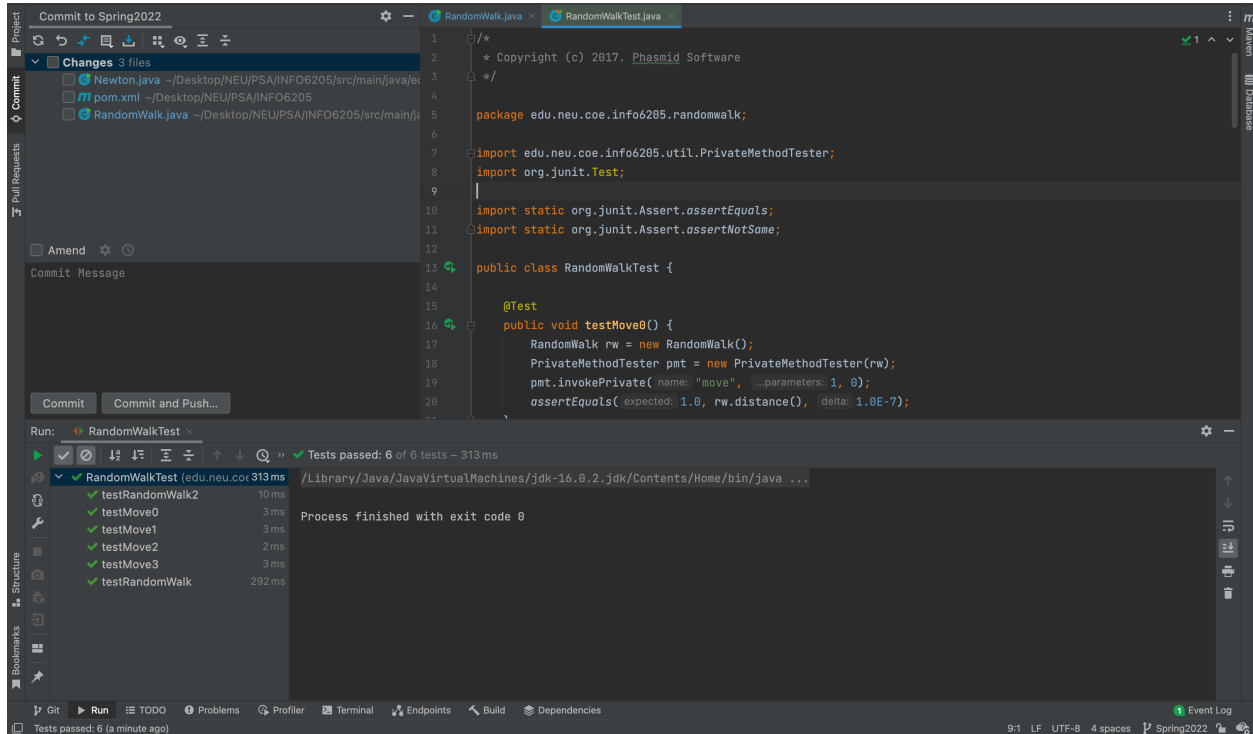 Project
Commit
Pull Requests
Structure
Bookmarks
Commit to Spring2022
Changes 3 files
Newton.java ~/Desktop/NEU/PSA/INFO6205/src/main/java/e
pom.xml ~/Desktop/NEU/PSA/INFO6205
RandomWalk.java ~/Desktop/NEU/PSA/INFO6205/src/main/ja
Amend
Commit Message
Commit
Commit and Push...
RandomWalk.java
RandomWalkTest.java
1 /*
2 * Copyright (c) 2017. Phasmid Software
3 */
4
5 package edu.neu.coe.info6205.randomwalk;
6
7 import edu.neu.coe.info6205.util.PrivateMethodTester;
8 import org.junit.Test;
9
10 import static org.junit.Assert.assertEquals;
11 import static org.junit.Assert.assertNotSame;
12
13 public class RandomWalkTest {
14
15 @Test
16 public void testMove0() {
17 RandomWalk rw = new RandomWalk();
18 PrivateMethodTester pmt = new PrivateMethodTester(rw);
19 pmt.invokePrivate( name: "move", ...parameters: 1, 0);
20 assertEquals( expected: 1.0, rw.distance(), delta: 1.0E-7);
1
m
Maven
Database
Run: RandomWalkTest
Tests passed: 6 of 6 tests – 313 ms
RandomWalkTest (edu.neu.coe 313 ms
testRandomWalk2 10 ms
testMove0 3 ms
testMove1 3 ms
testMove2 2 ms
testMove3 3 ms
testRandomWalk 292 ms
/Library/Java/JavaVirtualMachines/jdk-16.0.2.jdk/Contents/Home/bin/java ...
Process finished with exit code 0
Git Run TODO Problems Profiler Terminal Endpoints Build Dependencies 1 Event Log
Tests passed: 6 (a minute ago) 9:1 LF UTF-8 4 spaces Spring2022